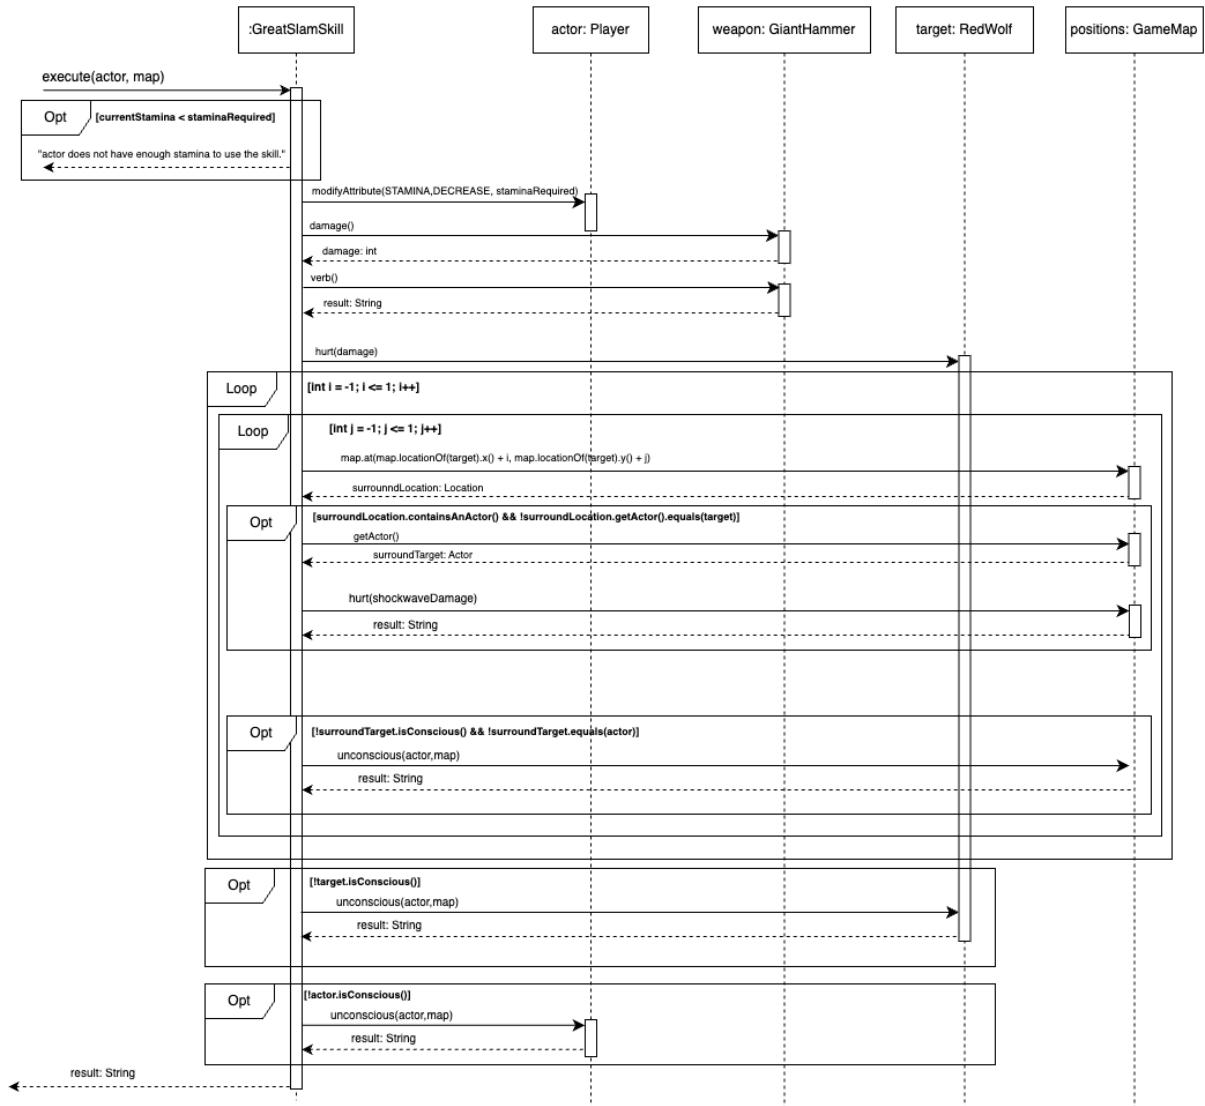 :GreatSlamSkill
actor: Player
weapon: GiantHammer
target: RedWolf
positions: GameMap
execute(actor, map)
Opt
[currentStamina < staminaRequired]
"actor does not have enough stamina to use the skill."
modifyAttribute(STAMINA,DECREASE, staminaRequired)
damage()
damage: int
verb()
result: String
hurt(damage)
Loop
[int i = -1; i <= 1; i++]
Loop
[int j = -1; j <= 1; j++]
map.at(map.locationOf(target).x() + i, map.locationOf(target).y() + j)
surrounndLocation: Location
Opt
[surroundLocation.containsAnActor() && !surroundLocation.getActor().equals(target)]
getActor()
surroundTarget: Actor
hurt(shockwaveDamage)
result: String
Opt
[!surroundTarget.isConscious() && !surroundTarget.equals(actor)]
unconscious(actor,map)
result: String
Opt
[!target.isConscious()]
unconscious(actor,map)
result: String
Opt
[!actor.isConscious()]
unconscious(actor,map)
result: String
result: String